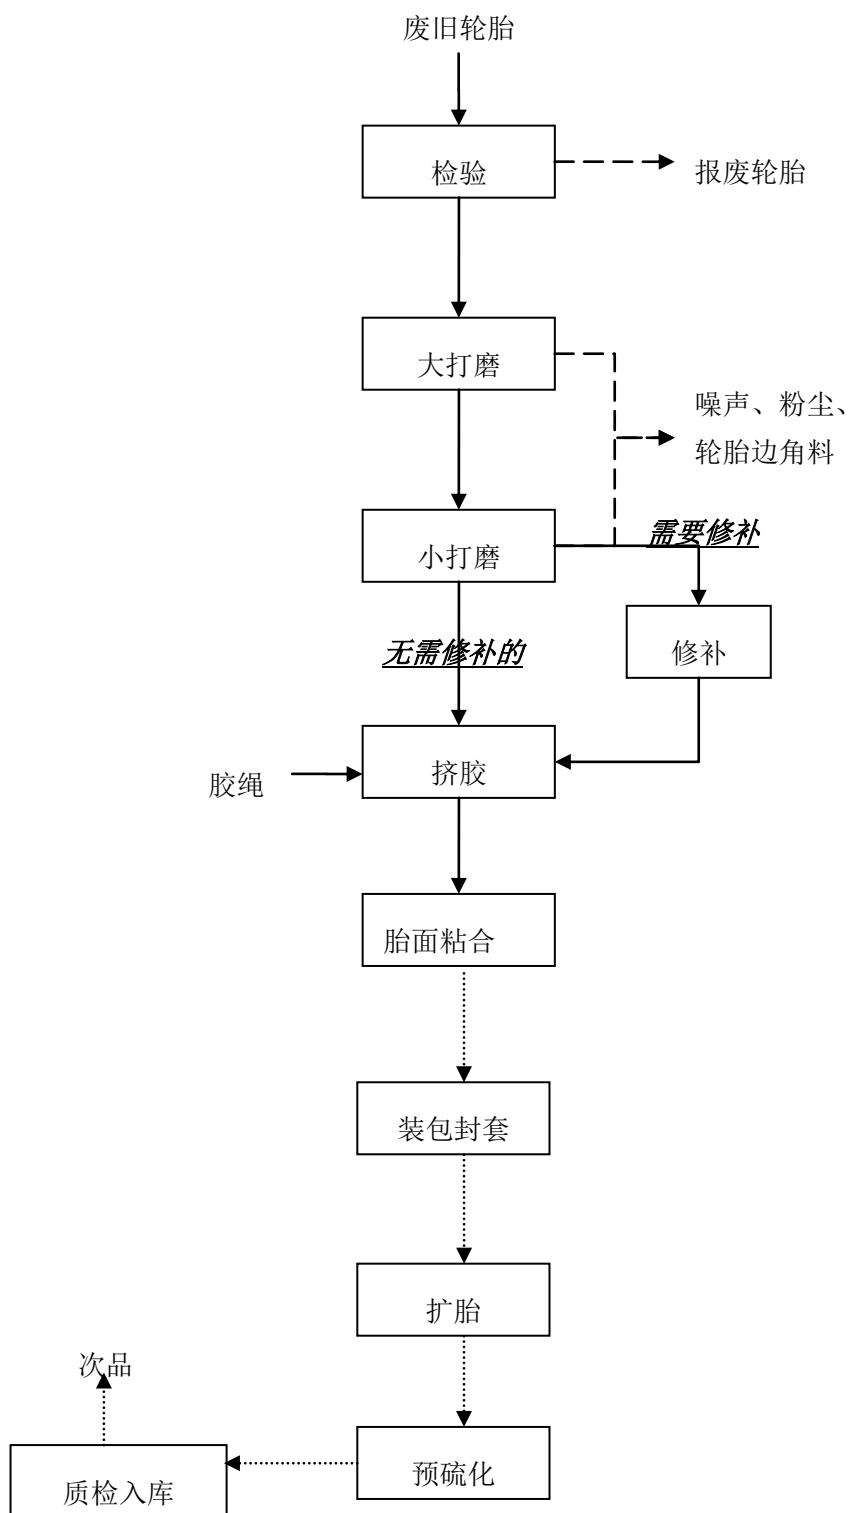 废旧轮胎
检验
报废轮胎
大打磨
噪声、粉尘、
轮胎边角料
需要修补
小打磨
无需修补的
修补
挤胶
胶绳
胎面粘合
装包封套
扩胎
次品
预硫化
质检入库